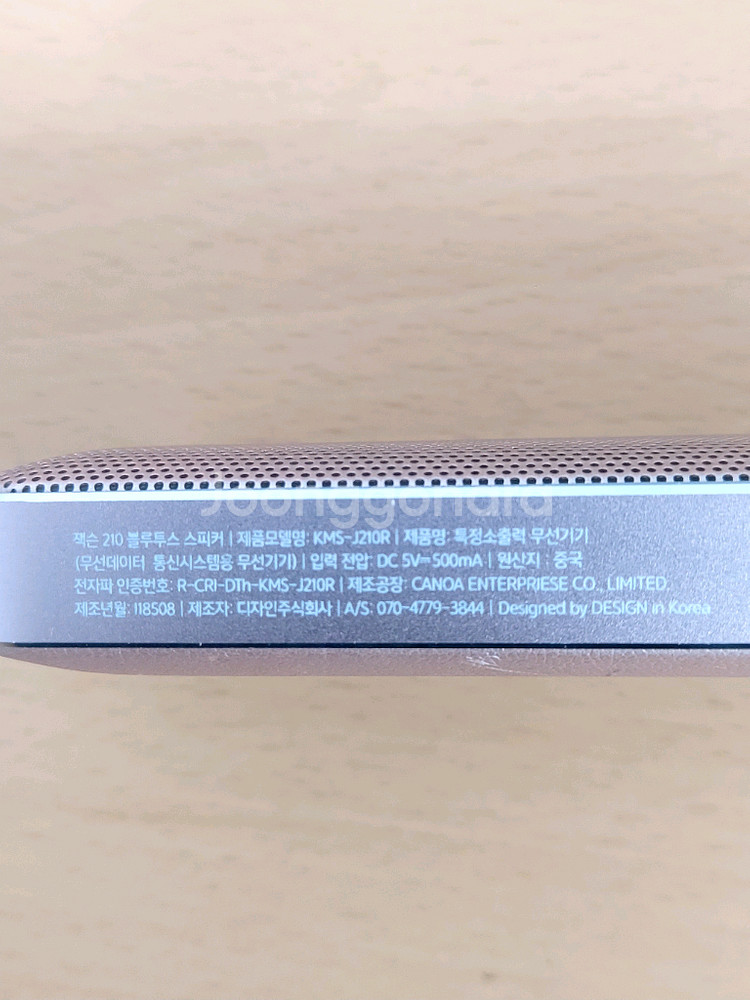 Joonggonara
잭슨 210 블루투스 스피커 | 제품모델명: KMS-J210R | 제품명: 특정소출력 무선기기
(무선데이터 통신시스템용 무선기기) | 입력 전압: DC 5V⎓500mA | 원산지 : 중국
전자파 인증번호: R-CRI-DTh-KMS-J210R | 제조공장: CANOA ENTERPRIESE CO., LIMITED.
제조년월: 118508 | 제조자: 디자인주식회사 | A/S: 070-4779-3844 | Designed by DESIGN in Korea